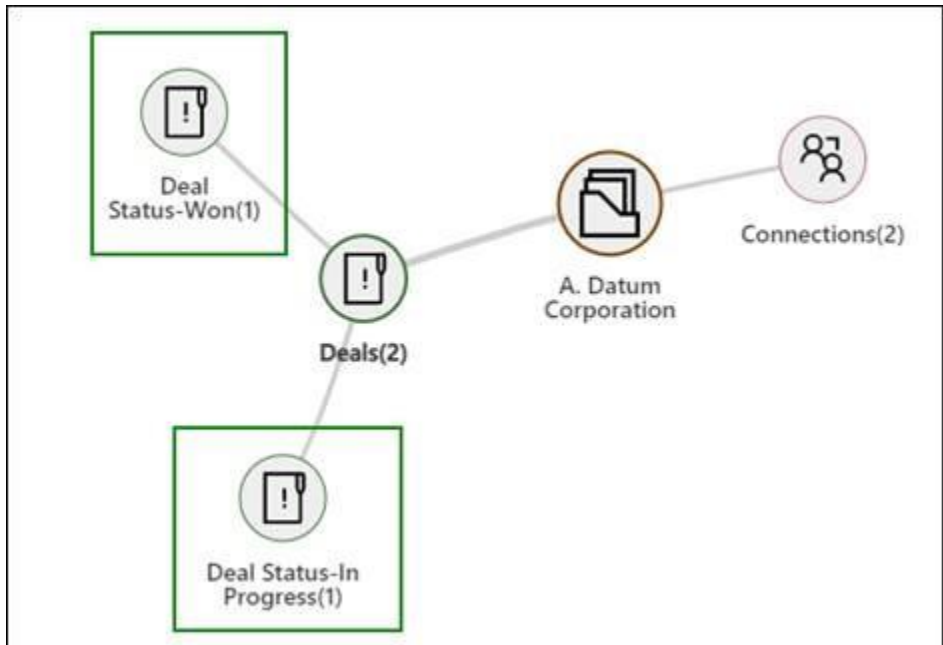 Deal
Status-Won(1)
Connections(2)
A. Datum
Corporation
Deals(2)
Deal Status-In
Progress(1)